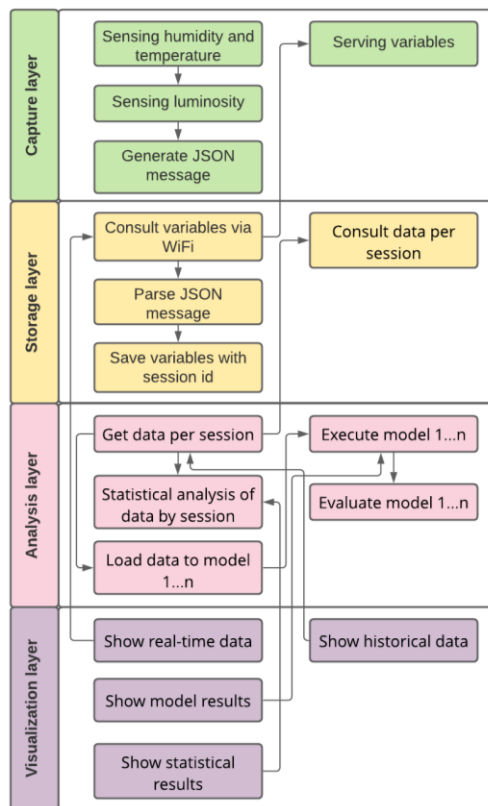 Capture layer
Sensing humidity and
temperature
Serving variables
Sensing luminosity
Generate JSON
message
Storage layer
Consult variables via
WiFi
Consult data per
session
Parse JSON
message
Save variables with
session id
Analysis layer
Get data per session
Execute model 1...n
Statistical analysis of
data by session
Evaluate model 1...n
Load data to model
1...n
Visualization layer
Show real-time data
Show historical data
Show model results
Show statistical
results